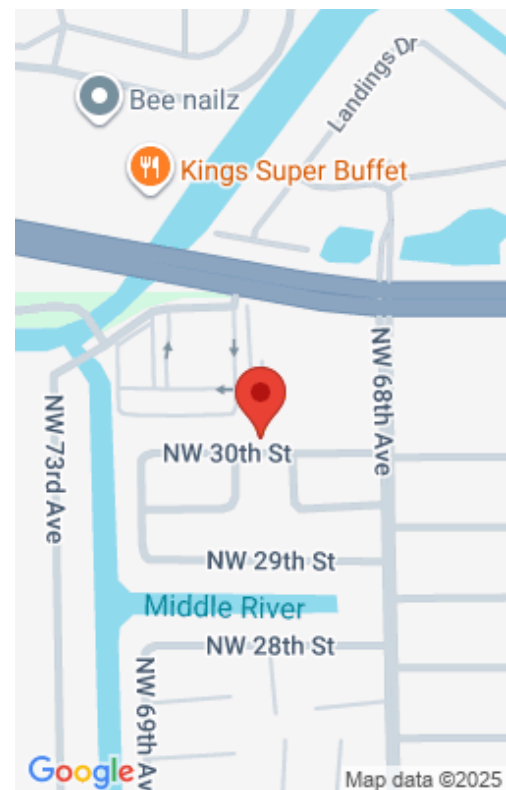 Landings Dr
Bee nailz
Kings Super Buffet
NW 68th Ave
NW 73rd Ave
NW 30th St
NW 29th St
Middle River
NW 28th St
NW 69th Av
Google
Map data ©2025